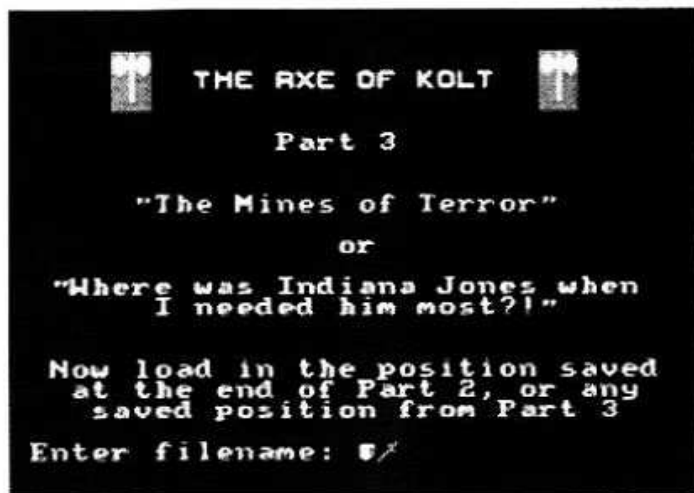 THE AXE OF KOLT
Part 3
"The Mines of Terror"
or
"Where was Indiana Jones when
I needed him most?!"
Now load in the position saved
at the end of Part 2, or any
saved position from Part 3
Enter filename: